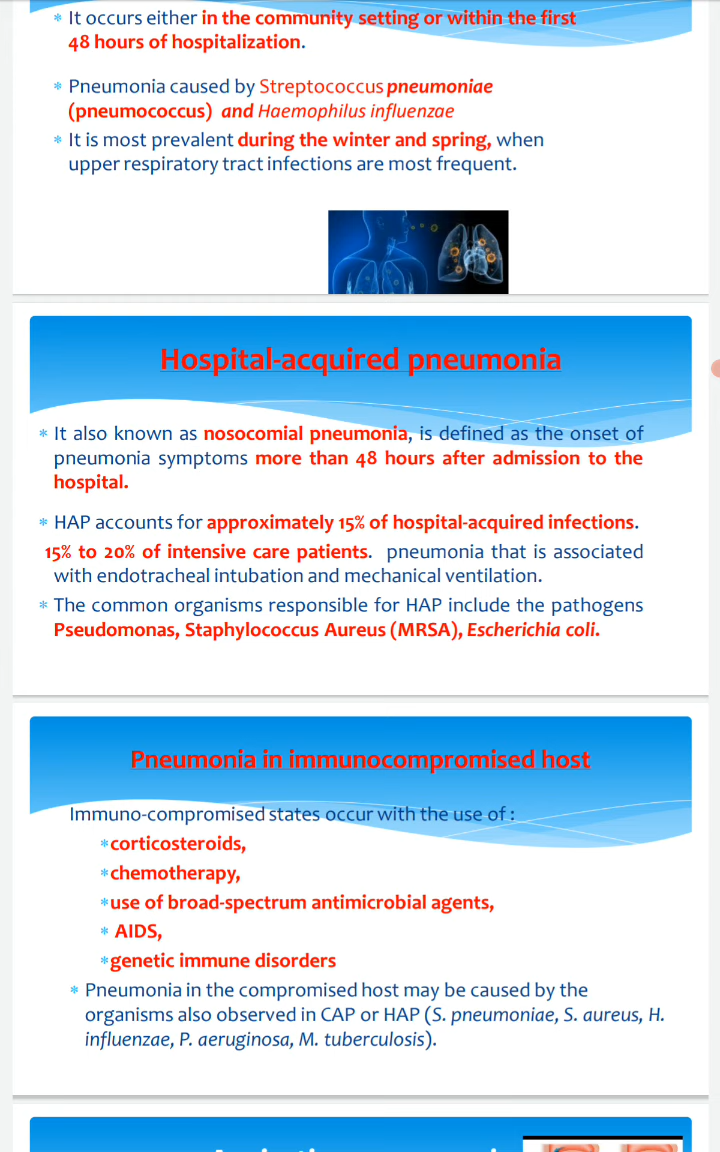 * It occurs either in the community setting or within the first
48 hours of hospitalization.
* Pneumonia caused by Streptococcus pneumoniae
(pneumococcus) and Haemophilus influenzae
* It is most prevalent during the winter and spring, when
upper respiratory tract infections are most frequent.
Hospital-acquired pneumonia
* It also known as nosocomial pneumonia, is defined as the onset of
pneumonia symptoms more than 48 hours after admission to the
hospital.
* HAP accounts for approximately 15% of hospital-acquired infections.
15% to 20% of intensive care patients. pneumonia that is associated
with endotracheal intubation and mechanical ventilation.
* The common organisms responsible for HAP include the pathogens
Pseudomonas, Staphylococcus Aureus (MRSA), Escherichia coli.
Pneumonia in immunocompromised host
Immuno-compromised states occur with the use of :
* corticosteroids,
* chemotherapy,
* use of broad-spectrum antimicrobial agents,
* AIDS,
* genetic immune disorders
* Pneumonia in the compromised host may be caused by the
organisms also observed in CAP or HAP (S. pneumoniae, S. aureus, H.
influenzae, P. aeruginosa, M. tuberculosis).